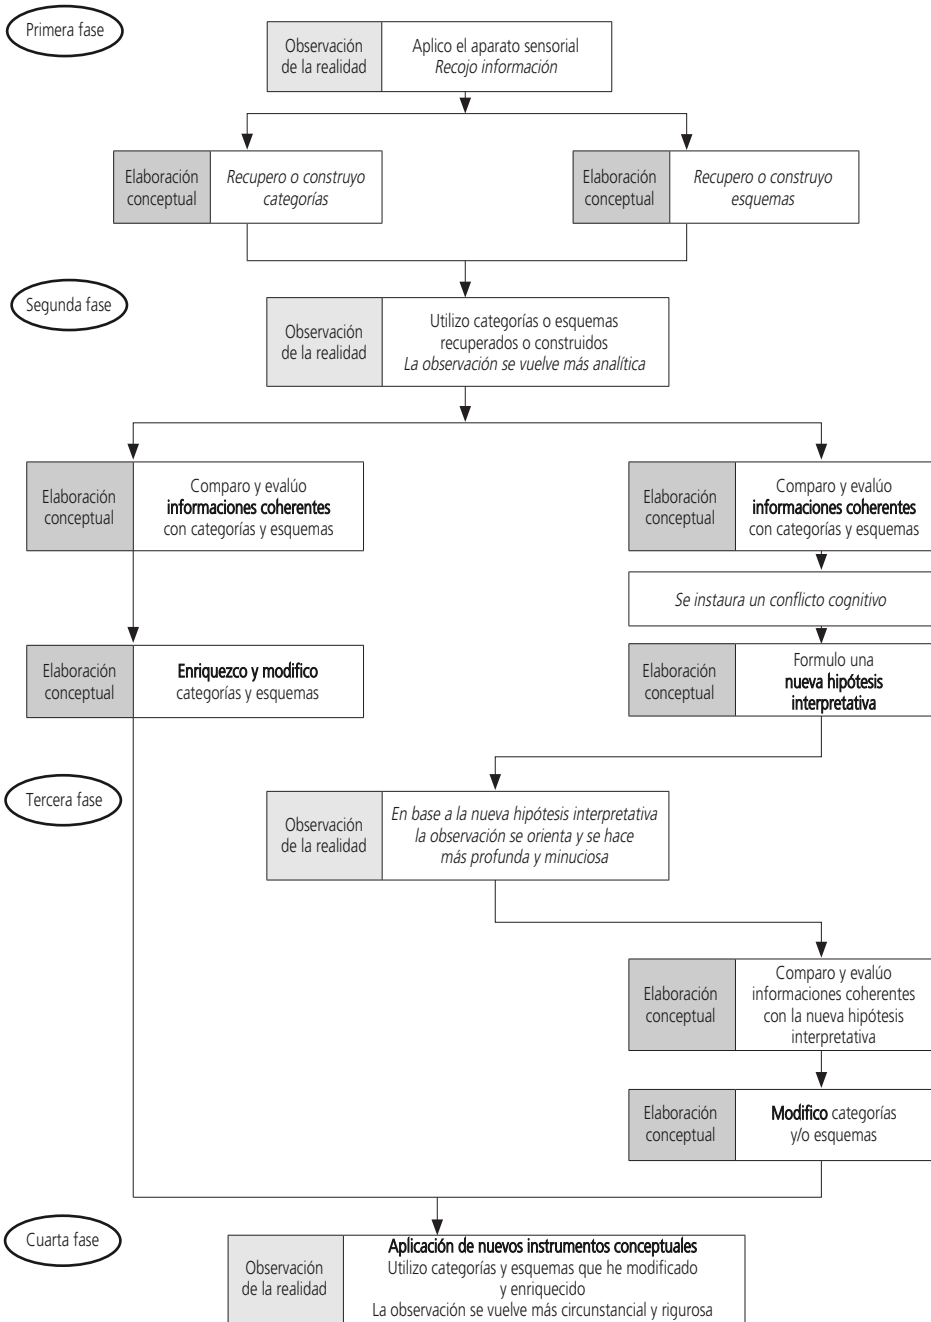 Primera fase
Observación
de la realidad
Aplico el aparato sensorial
Recojo información
Elaboración
conceptual
Recupero o construyo
categorías
Elaboración
conceptual
Recupero o construyo
esquemas
Segunda fase
Observación
de la realidad
Utilizo categorías o esquemas
recuperados o construidos
La observación se vuelve más analítica
Elaboración
conceptual
Comparo y evalúo
informaciones coherentes
con categorías y esquemas
Elaboración
conceptual
Comparo y evalúo
informaciones coherentes
con categorías y esquemas
Se instaura un conflicto cognitivo
Elaboración
conceptual
Enriquezco y modifico
categorías y esquemas
Elaboración
conceptual
Formulo una
nueva hipótesis
interpretativa
Tercera fase
Observación
de la realidad
En base a la nueva hipótesis interpretativa
la observación se orienta y se hace
más profunda y minuciosa
Elaboración
conceptual
Comparo y evalúo
informaciones coherentes
con la nueva hipótesis
interpretativa
Elaboración
conceptual
Modifico categorías
y/o esquemas
Cuarta fase
Observación
de la realidad
Aplicación de nuevos instrumentos conceptuales
Utilizo categorías y esquemas que he modificado
y enriquecido
La observación se vuelve más circunstancial y rigurosa